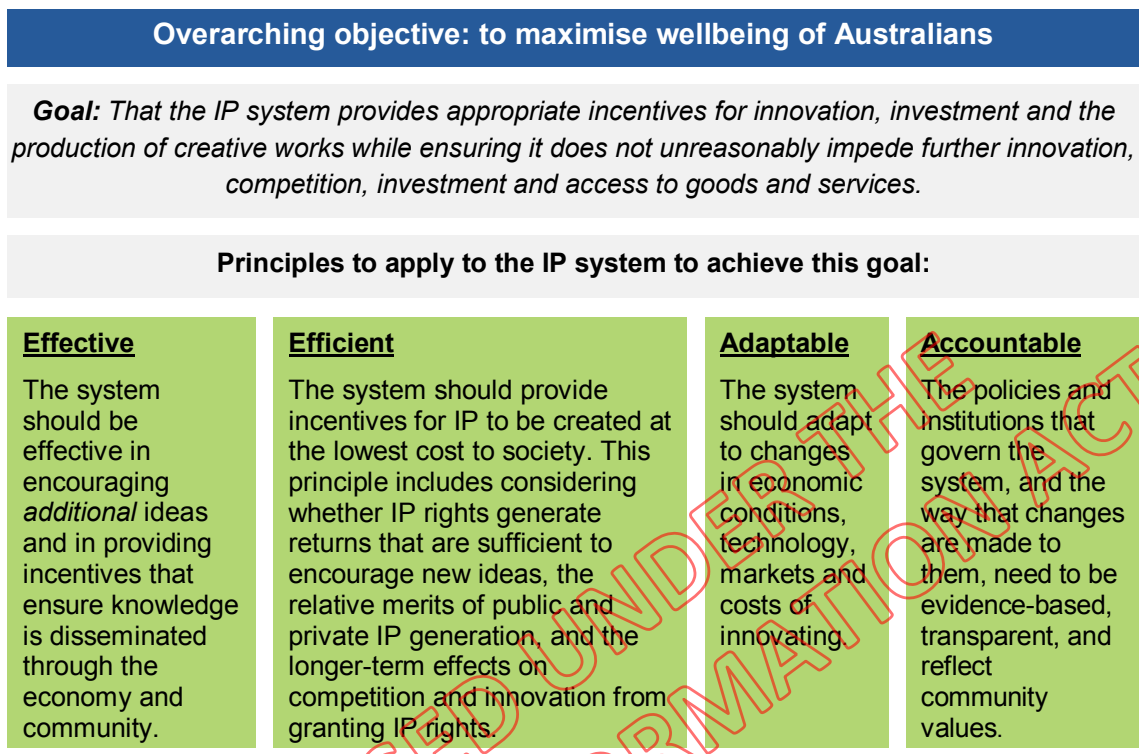 Overarching objective: to maximise wellbeing of Australians
Goal: That the IP system provides appropriate incentives for innovation, investment and the
production of creative works while ensuring it does not unreasonably impede further innovation,
competition, investment and access to goods and services.
Principles to apply to the IP system to achieve this goal:
Effective
The system
should be
effective in
encouraging
additional ideas
and in providing
incentives that
ensure knowledge
is disseminated
through the
economy and
community.
Efficient
The system should provide
incentives for IP to be created at
the lowest cost to society. This
principle includes considering
whether IP rights generate
returns that are sufficient to
encourage new ideas, the
relative merits of public and
private IP generation, and the
longer-term effects on
competition and innovation from
granting IP rights.
Adaptable
The system
should adapt
to changes
in economic
conditions,
technology,
markets and
costs of
innovating.
Accountable
The policies and
institutions that
govern the
system, and the
way that changes
are made to
them, need to be
evidence-based,
transparent, and
reflect
community
values.
UNDER THE
ACT